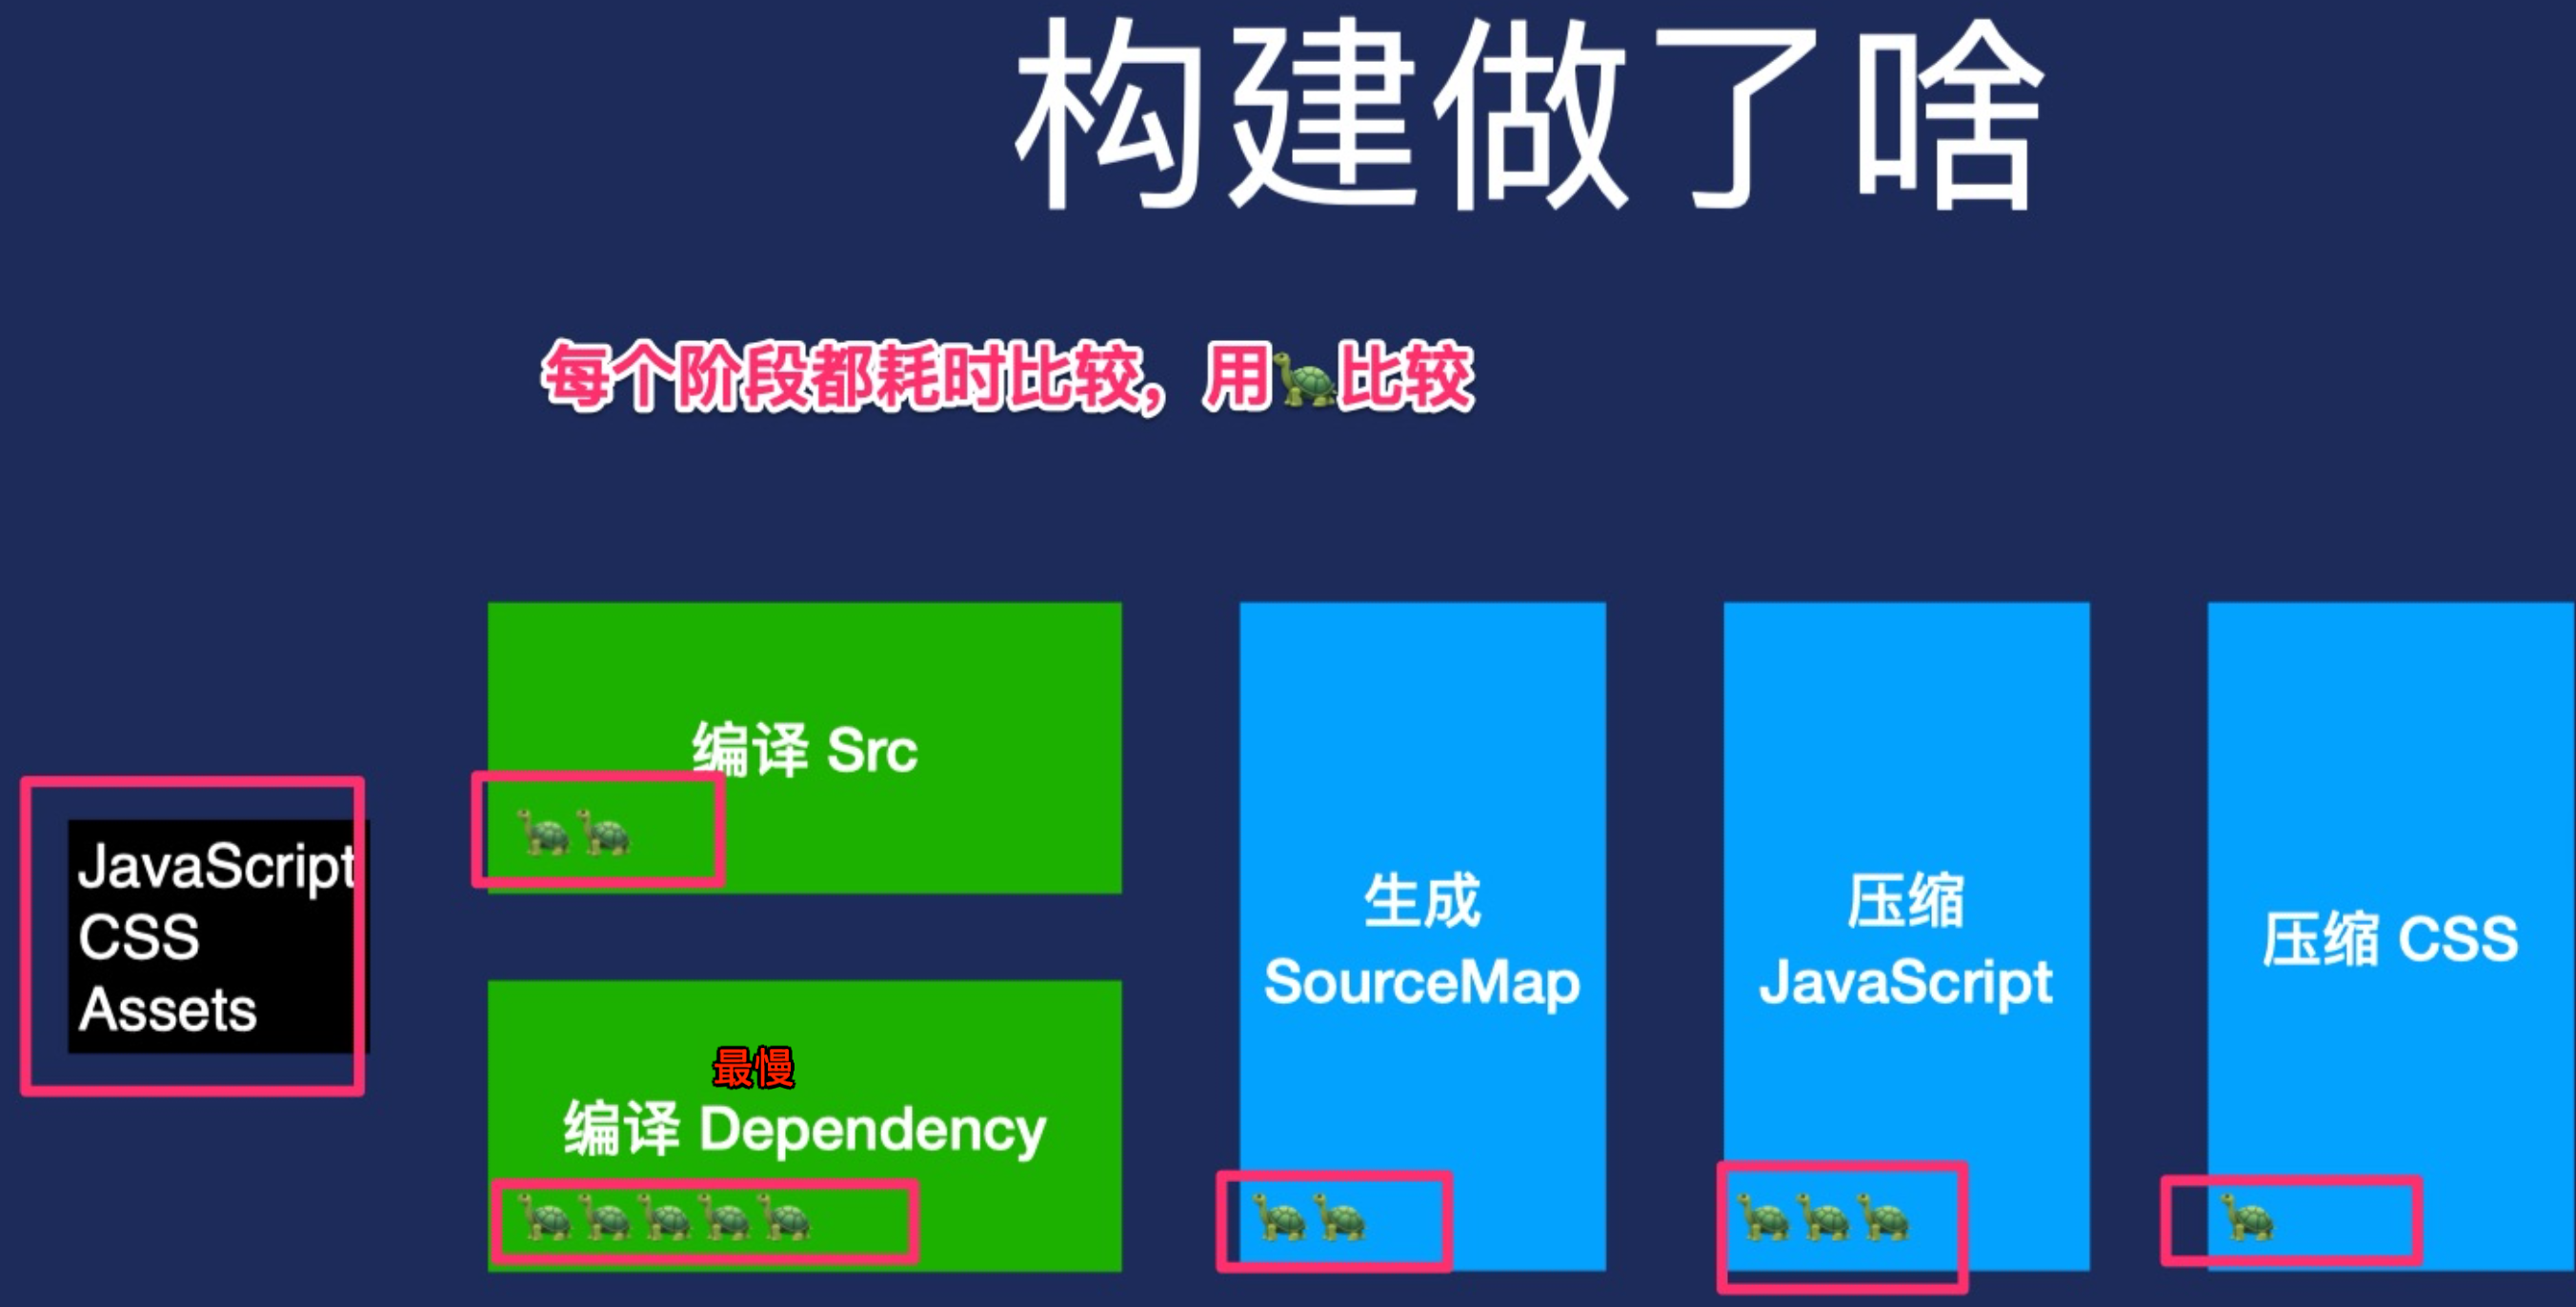 构建做了啥
每个阶段都耗时比较，用🐢比较
JavaScript
CSS
Assets
编译 Src
🐢🐢
最慢
编译 Dependency
🐢🐢🐢🐢🐢
生成
SourceMap
🐢🐢
压缩
JavaScript
🐢🐢🐢
压缩 CSS
🐢